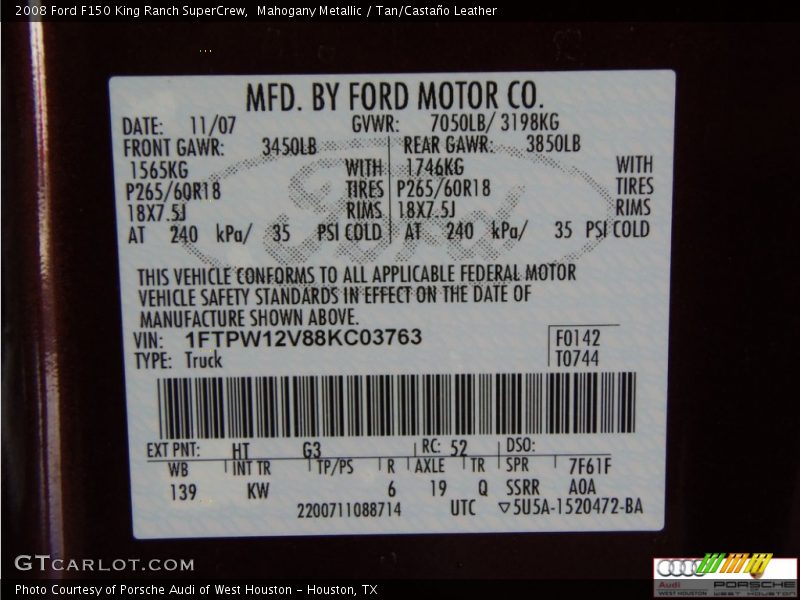 2008 Ford F150 King Ranch SuperCrew,  Mahogany Metallic / Tan/Castaño Leather
MFD. BY FORD MOTOR CO.
DATE: 11/07 GVWR: 7050LB/ 3198KG
FRONT GAWR: 3450LB REAR GAWR: 3850LB
1565KG WITH 1746KG WITH
P265/60R18 TIRES P265/60R18 TIRES
18X7.5J RIMS 18X7.5J RIMS
AT 240 kPa/ 35 PSI COLD AT 240 kPa/ 35 PSI COLD
Ford
THIS VEHICLE CONFORMS TO ALL APPLICABLE FEDERAL MOTOR
VEHICLE SAFETY STANDARDS IN EFFECT ON THE DATE OF
MANUFACTURE SHOWN ABOVE.
VIN: 1FTPW12V88KC03763 F0142
TYPE: Truck T0744
EXT PNT: HT G3 RC: 52 DSO:
WB INT TR TP/PS R AXLE TR SPR 7F61F
139 KW 6 19 Q SSRR A0A
2200711088714 UTC ▽5U5A-1520472-BA
GTCARLOT.COM
Audi PORSCHE
WEST HOUSTON WEST HOUSTON
Photo Courtesy of Porsche Audi of West Houston - Houston, TX